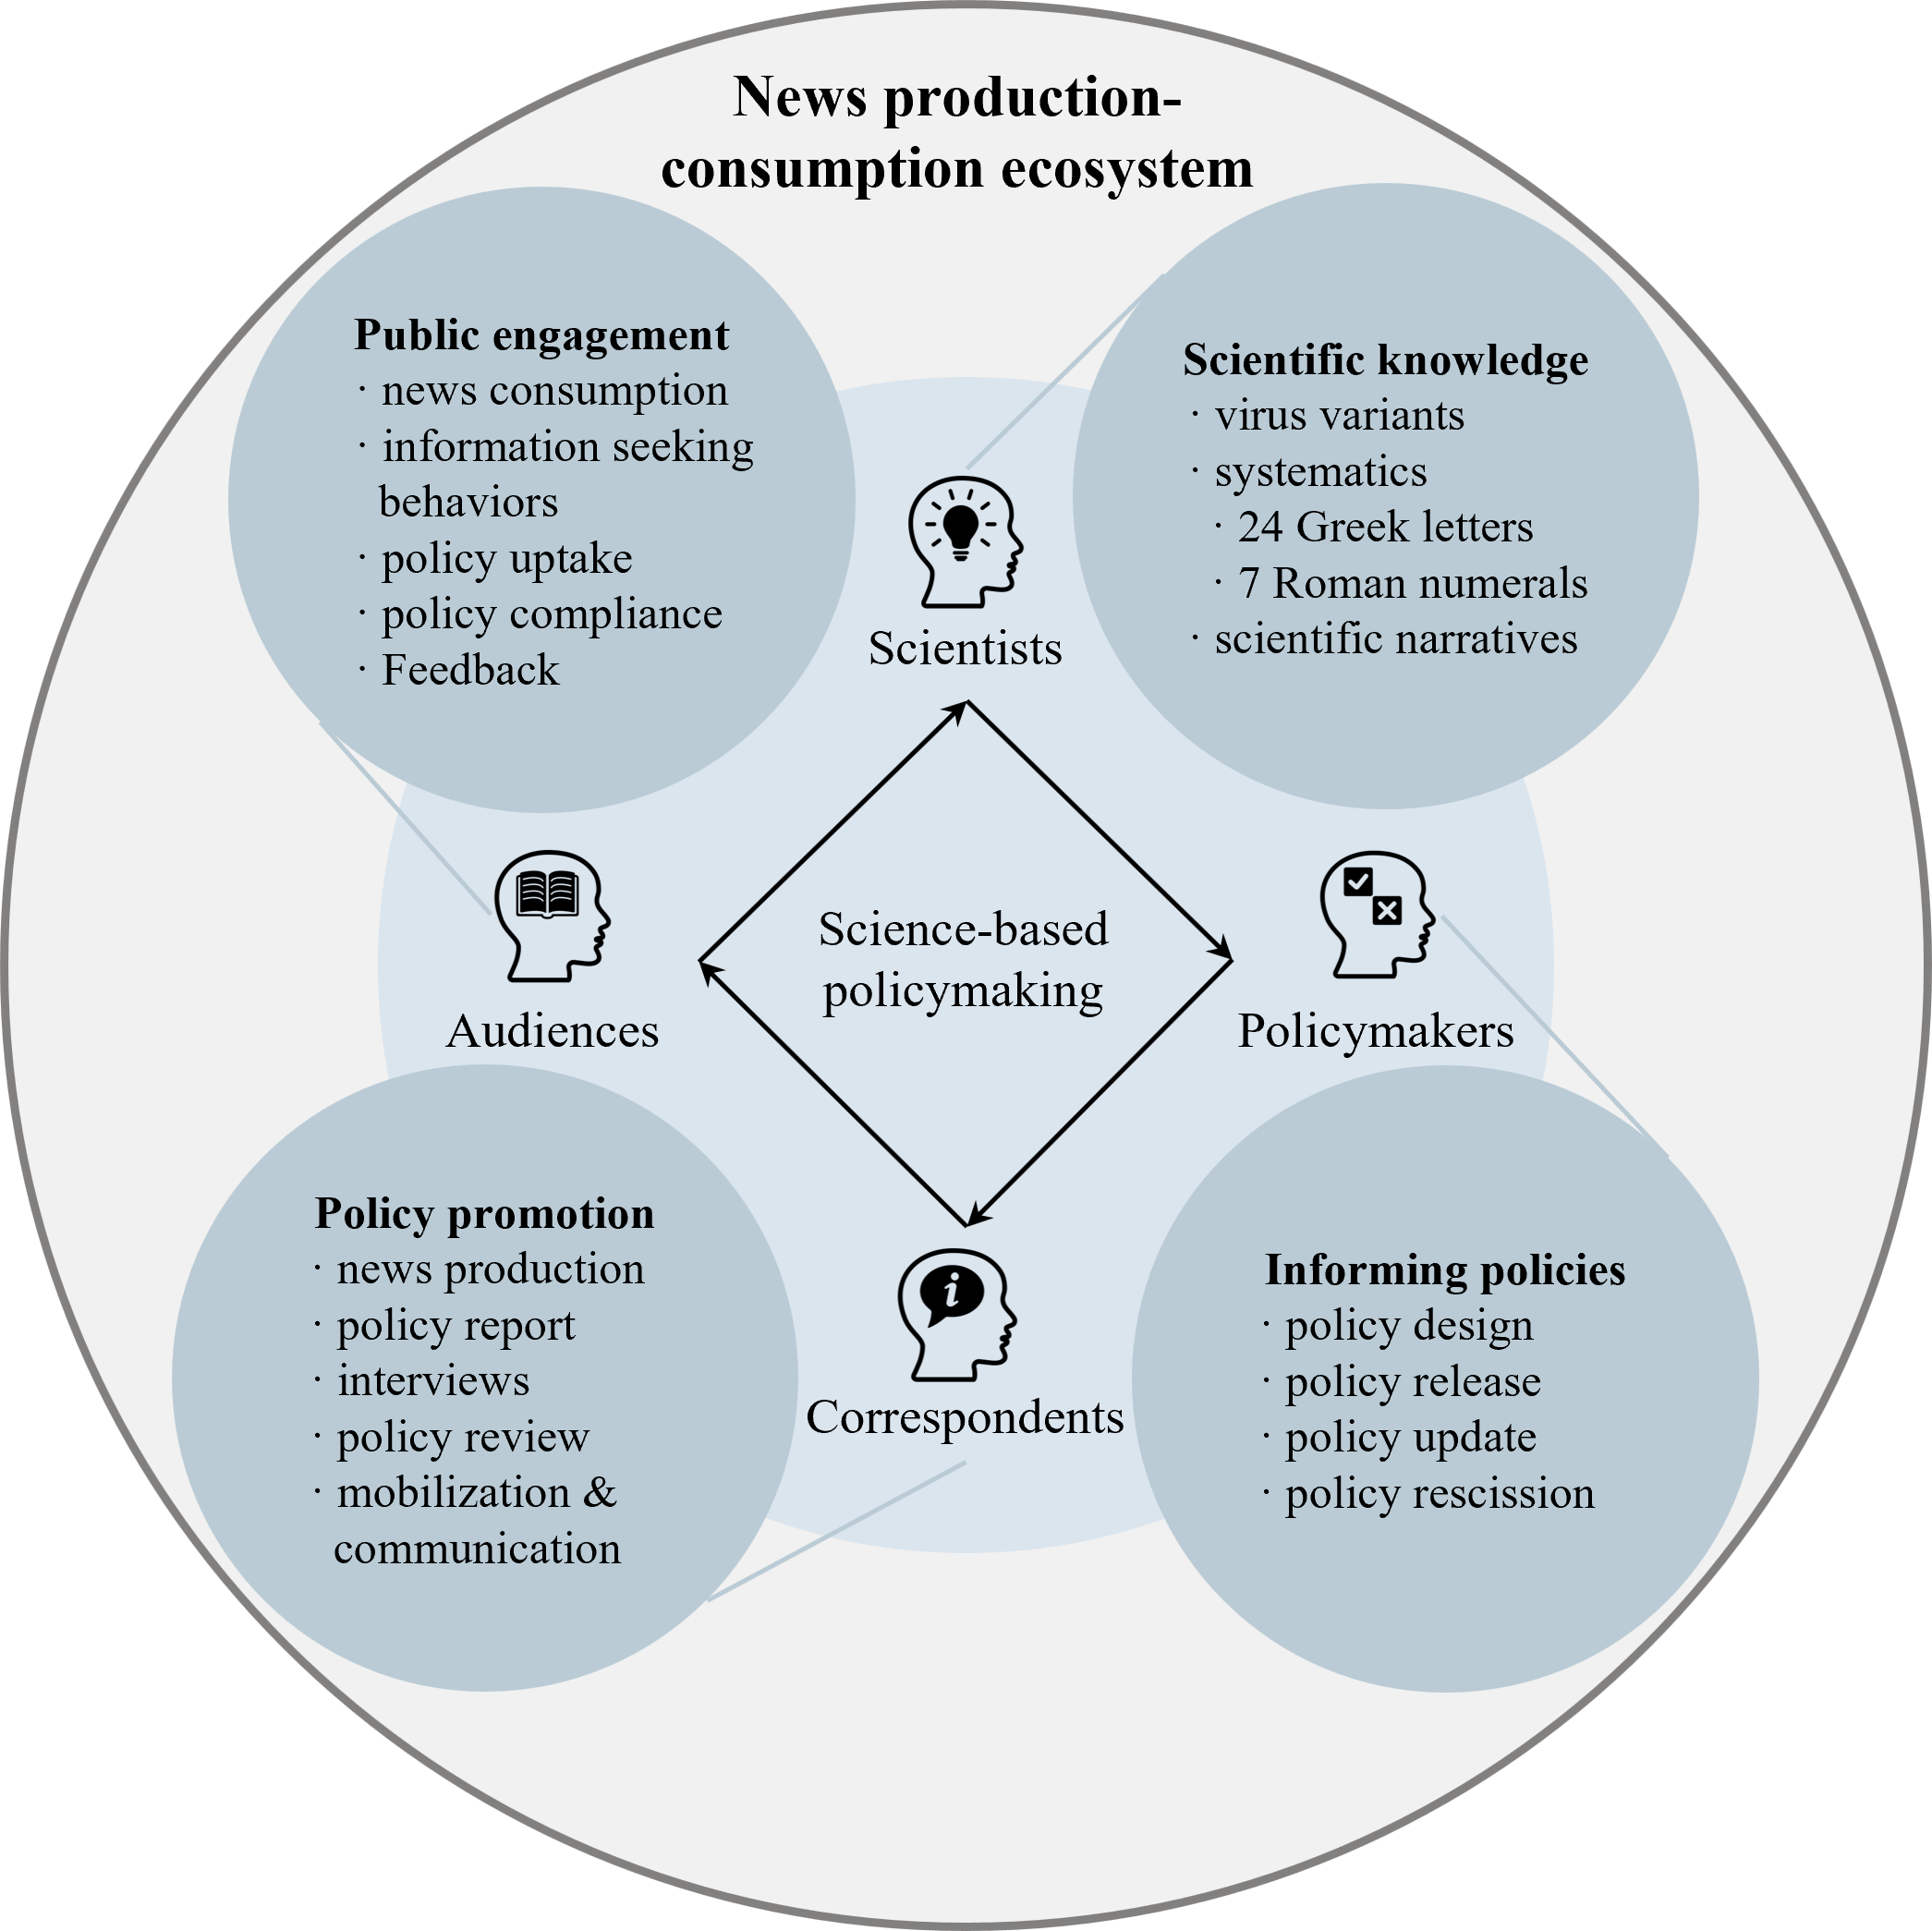 News production-
consumption ecosystem
Public engagement
· news consumption
· information seeking
behaviors
· policy uptake
· policy compliance
· Feedback
Scientific knowledge
· virus variants
· systematics
· 24 Greek letters
· 7 Roman numerals
· scientific narratives
Scientists
Science-based
policymaking
Audiences
Policymakers
Policy promotion
· news production
· policy report
· interviews
· policy review
· mobilization &
communication
i
Correspondents
Informing policies
· policy design
· policy release
· policy update
· policy rescission